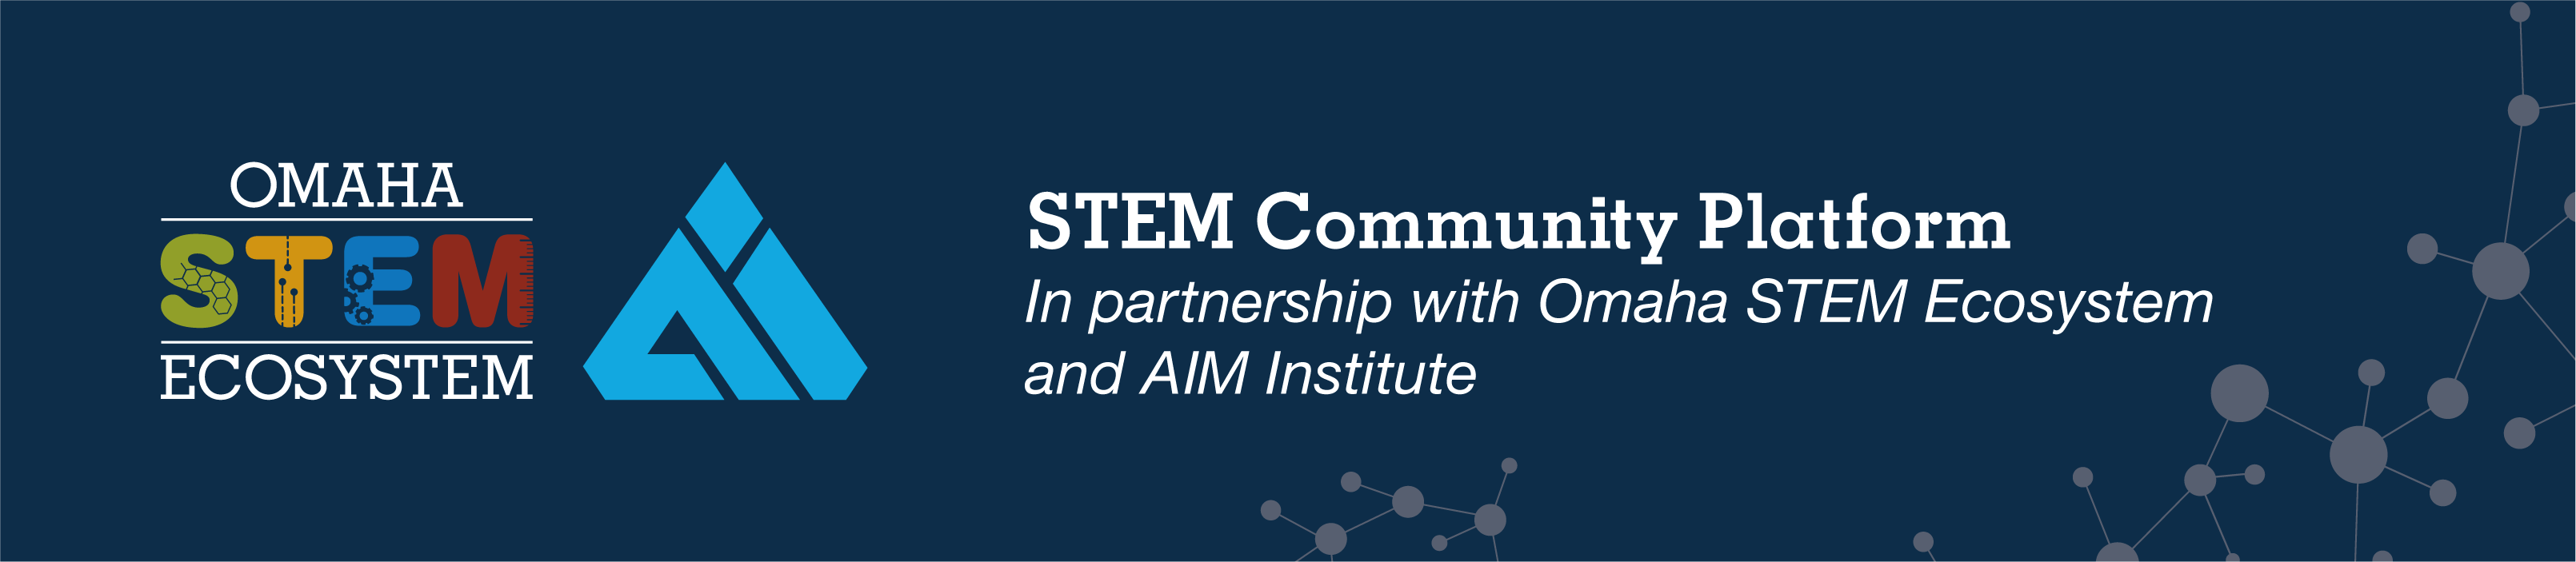 OMAHA
STEM
ECOSYSTEM
STEM Community Platform
In partnership with Omaha STEM Ecosystem
and AIM Institute